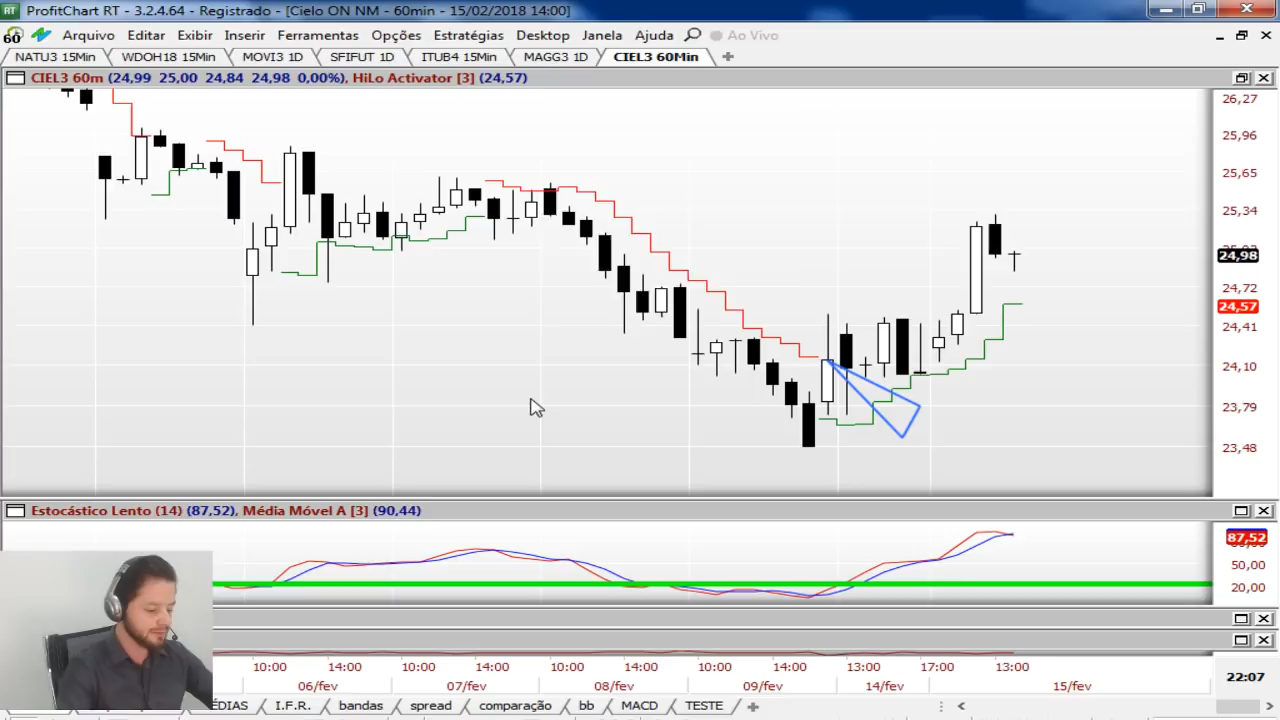 ProfitChart RT - 3.2.4.64 - Registrado - [Cielo ON NM - 60min - 15/02/2018 14:00]
60 Arquivo Editar Exibir Inserir Ferramentas Opções Estratégias Desktop Janela Ajuda Ao Vivo
NATU3 15Min WDOH18 15Min MOVI3 1D SFIFUT 1D ITUB4 15Min MAGG3 1D CIEL3 60Min
CIEL3 60m (24,99 25,00 24,84 24,98 0,00%), HiLo Activator [3] (24,57)
26,27
25,96
25,65
25,34
24,98
24,72
24,57
24,41
24,10
23,79
23,48
Estocástico Lento (14) (87,52), Média Móvel A [3] (90,44)
87,52
50,00
20,00
10:00 14:00 10:00 14:00 10:00 14:00 10:00 14:00 13:00 17:00 13:00
06/fev 07/fev 08/fev 09/fev 14/fev 15/fev
22:07
I.F.R. bandas spread comparação bb MACD TESTE